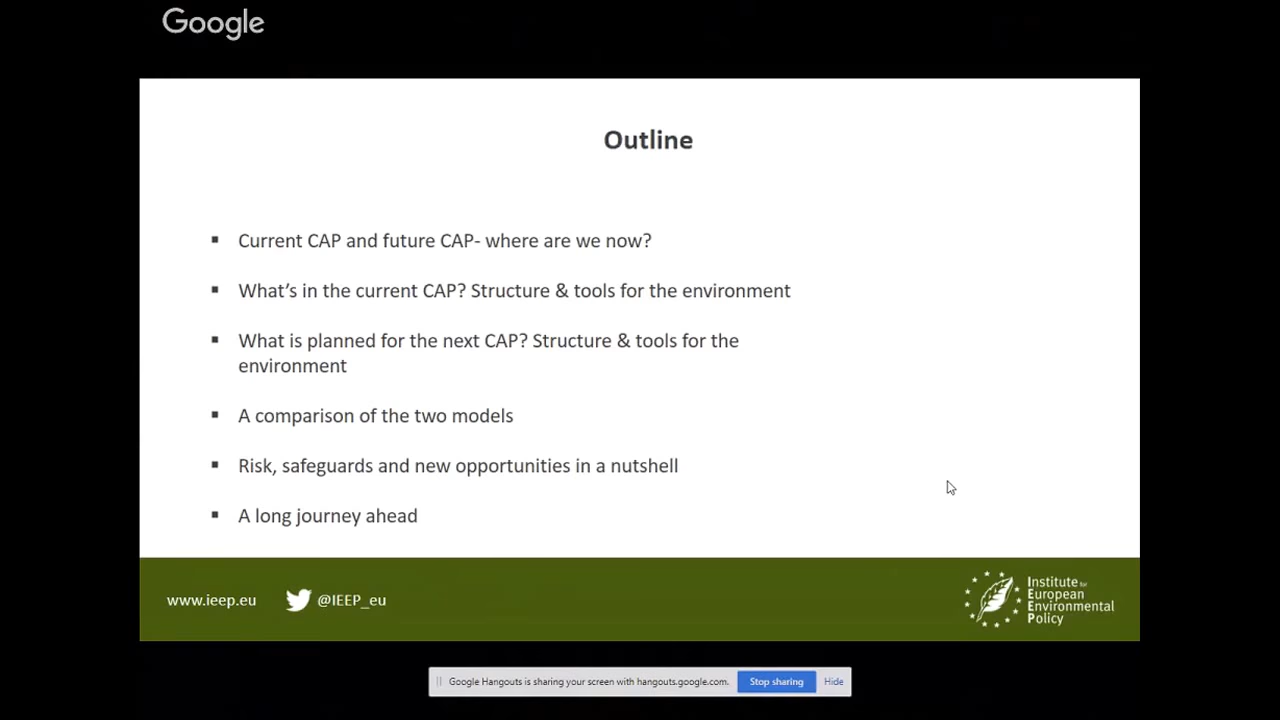 Google
Outline
Current CAP and future CAP- where are we now?
What's in the current CAP? Structure & tools for the environment
What is planned for the next CAP? Structure & tools for the
environment
A comparison of the two models
Risk, safeguards and new opportunities in a nutshell
A long journey ahead
www.ieep.eu @IEEP_eu
Institute for
European
Environmental
Policy
Google Hangouts is sharing your screen with hangouts.google.com. Stop sharing Hide